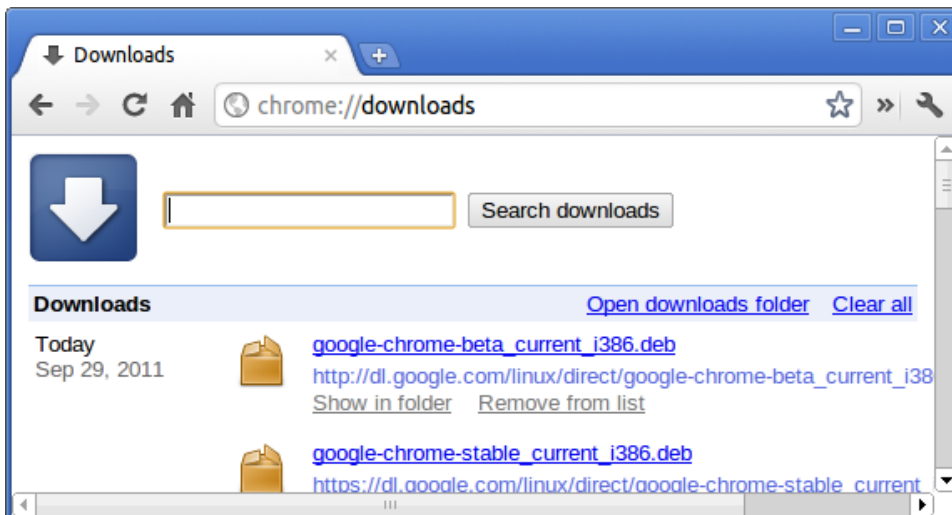 Downloads
chrome://downloads
Search downloads
Downloads Open downloads folder Clear all
Today google-chrome-beta_current_i386.deb
Sep 29, 2011 http://dl.google.com/linux/direct/google-chrome-beta_current_i38
Show in folder Remove from list
google-chrome-stable_current_i386.deb
https://dl.google.com/linux/direct/google-chrome-stable_current_